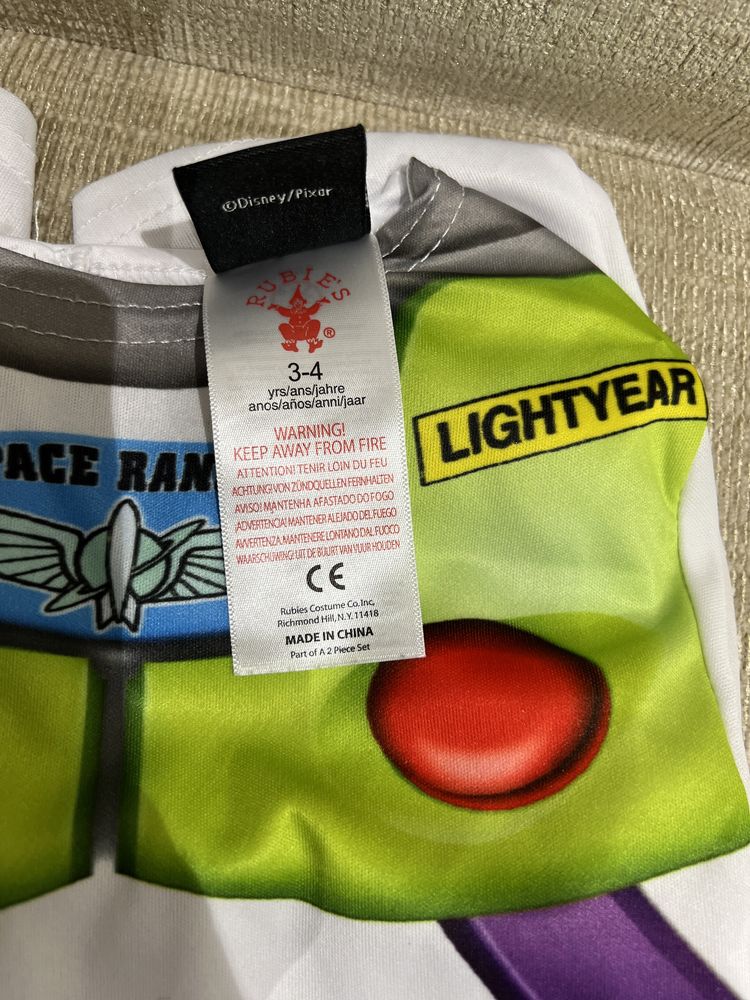 ©Disney/Pixar
RUBIE'S
®
3-4
yrs/ans/jahre
anos/años/anni/jaar
WARNING!
KEEP AWAY FROM FIRE
ATTENTION! TENIR LOIN DU FEU
ACHTUNG! VON ZÜNDQUELLEN FERNHALTEN
AVISO! MANTENHA AFASTADO DO FOGO
ADVERTENCIA! MANTENER ALEJADO DEL FUEGO
AVVERTENZA. MANTENERE LONTANO DAL FUOCO
WAARSCHUWING! UIT DE BUURT VAN VUUR HOUDEN
CE
Rubies Costume Co. Inc,
Richmond Hill, N.Y. 11418
MADE IN CHINA
Part of A 2 Piece Set
LIGHTYEAR
PACE RAN